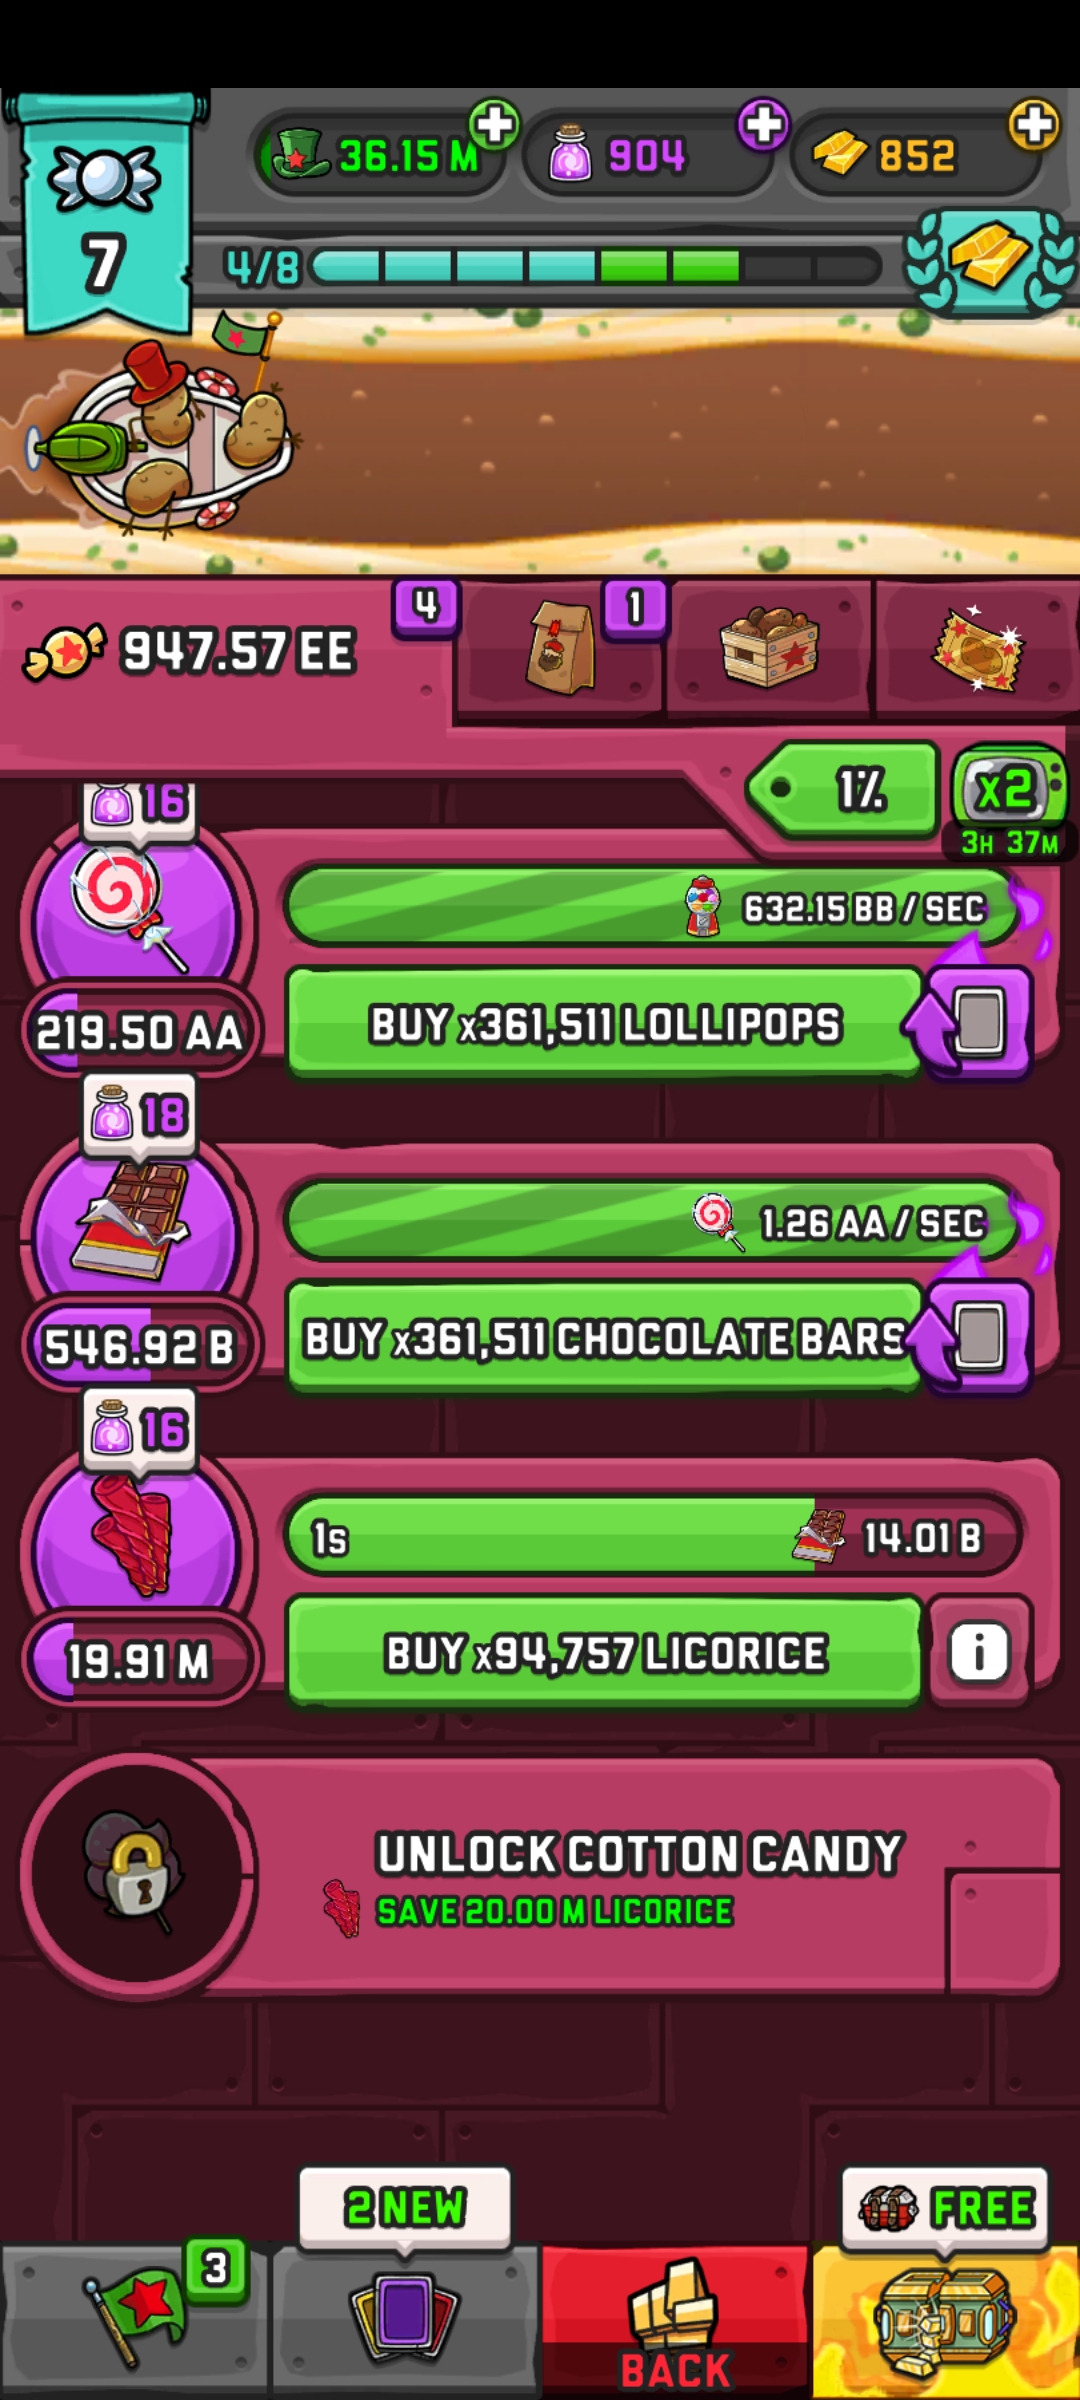 36.15 M
904
852
7
4/8
947.57 EE
4
1
1%
x2
3H 37M
16
632.15 BB / SEC
219.50 AA
BUY x361,511 LOLLIPOPS
18
1.26 AA / SEC
546.92 B
BUY x361,511 CHOCOLATE BARS
16
1s
14.01 B
19.91 M
BUY x94,757 LICORICE
i
UNLOCK COTTON CANDY
SAVE 20.00 M LICORICE
2 NEW
FREE
3
BACK